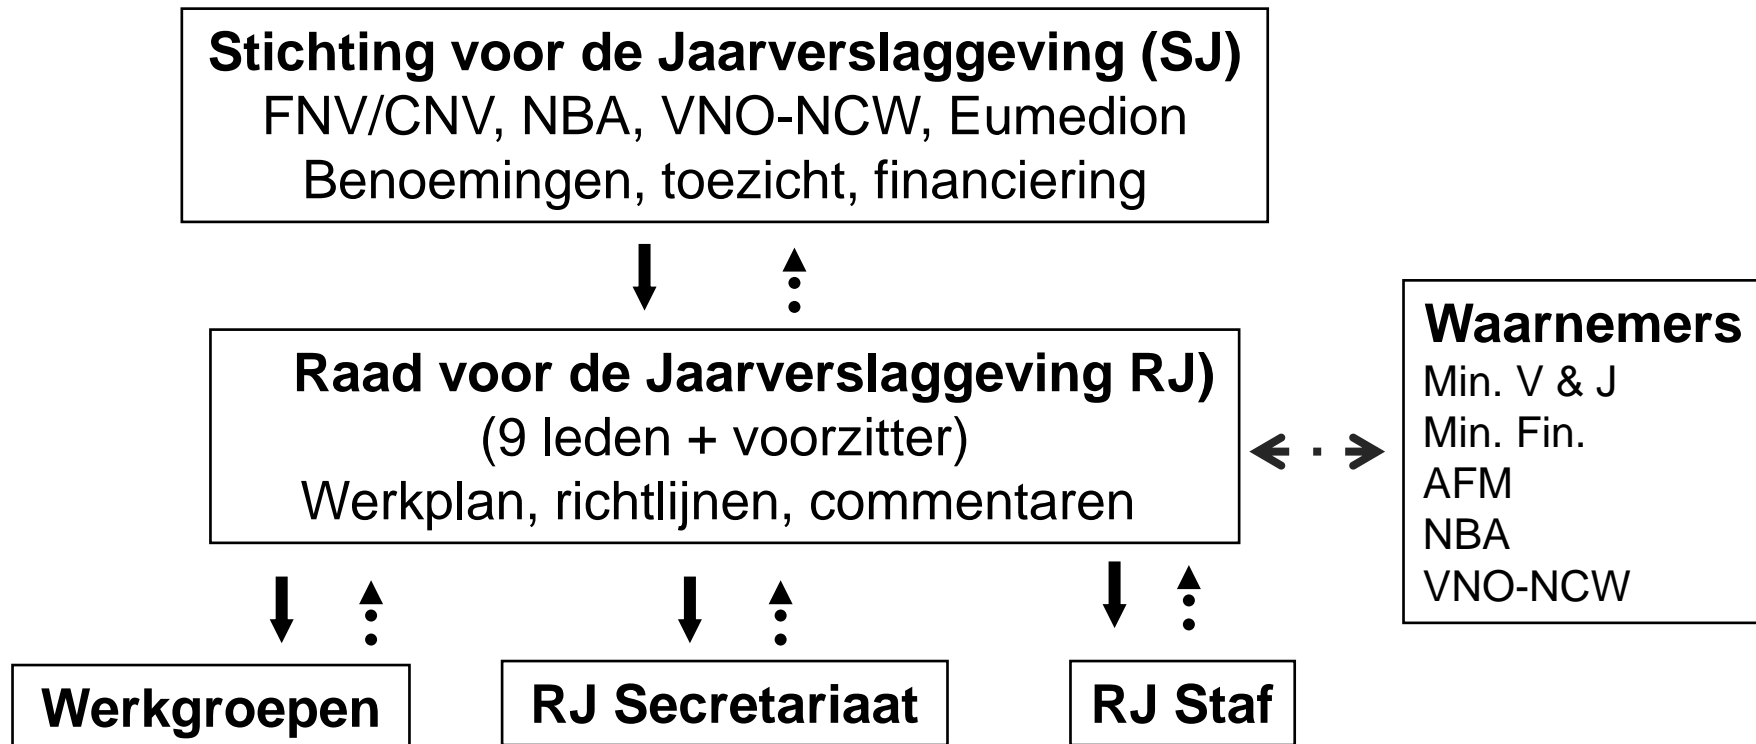 Stichting voor de Jaarverslaggeving (SJ)
FNV/CNV, NBA, VNO-NCW, Eumedion
Benoemingen, toezicht, financiering
Raad voor de Jaarverslaggeving RJ)
(9 leden + voorzitter)
Werkplan, richtlijnen, commentaren
Waarnemers
Min. V & J
Min. Fin.
AFM
NBA
VNO-NCW
Werkgroepen
RJ Secretariaat
RJ Staf